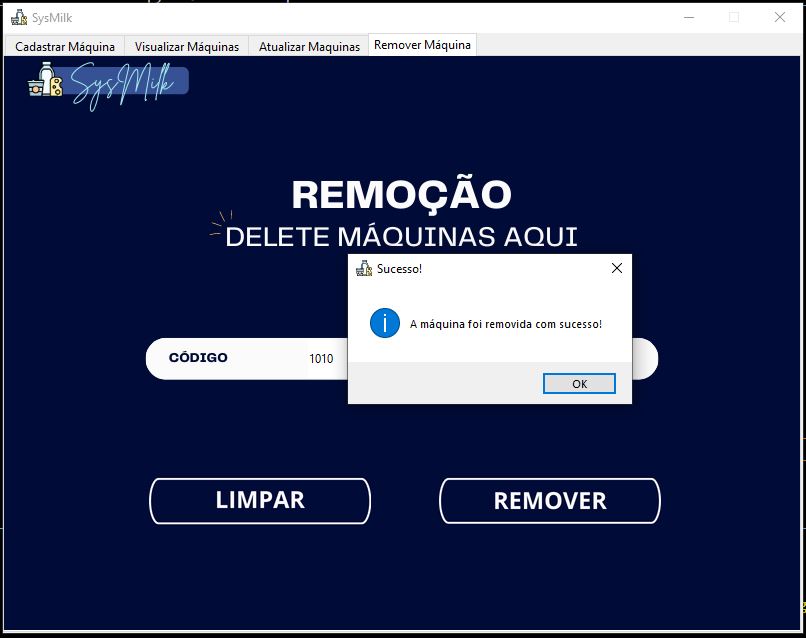 SysMilk
Cadastrar Máquina Visualizar Máquinas Atualizar Maquinas Remover Máquina
SysMilk
REMOÇÃO
DELETE MÁQUINAS AQUI
Sucesso!
A máquina foi removida com sucesso!
CÓDIGO 1010
OK
LIMPAR REMOVER